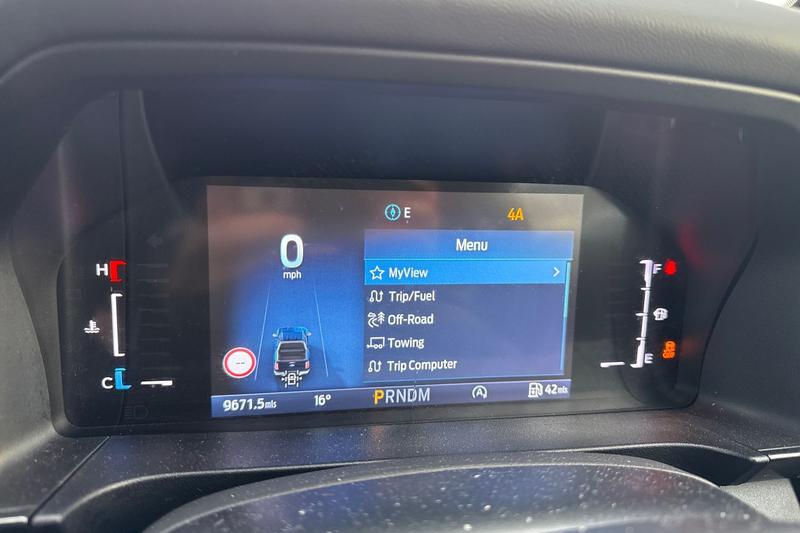 E
4A
0
mph
Menu
MyView
Trip/Fuel
Off-Road
Towing
Trip Computer
--
9671.5mls
16°
PRNDM
A
42mls
H
C
F
E